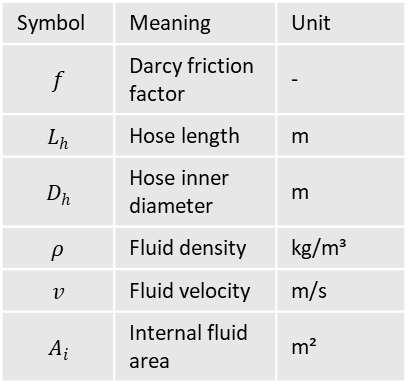 Symbol Meaning Unit
f Darcy friction factor -
L_h Hose length m
D_h Hose inner diameter m
ρ Fluid density kg/m³
v Fluid velocity m/s
A_i Internal fluid area m²